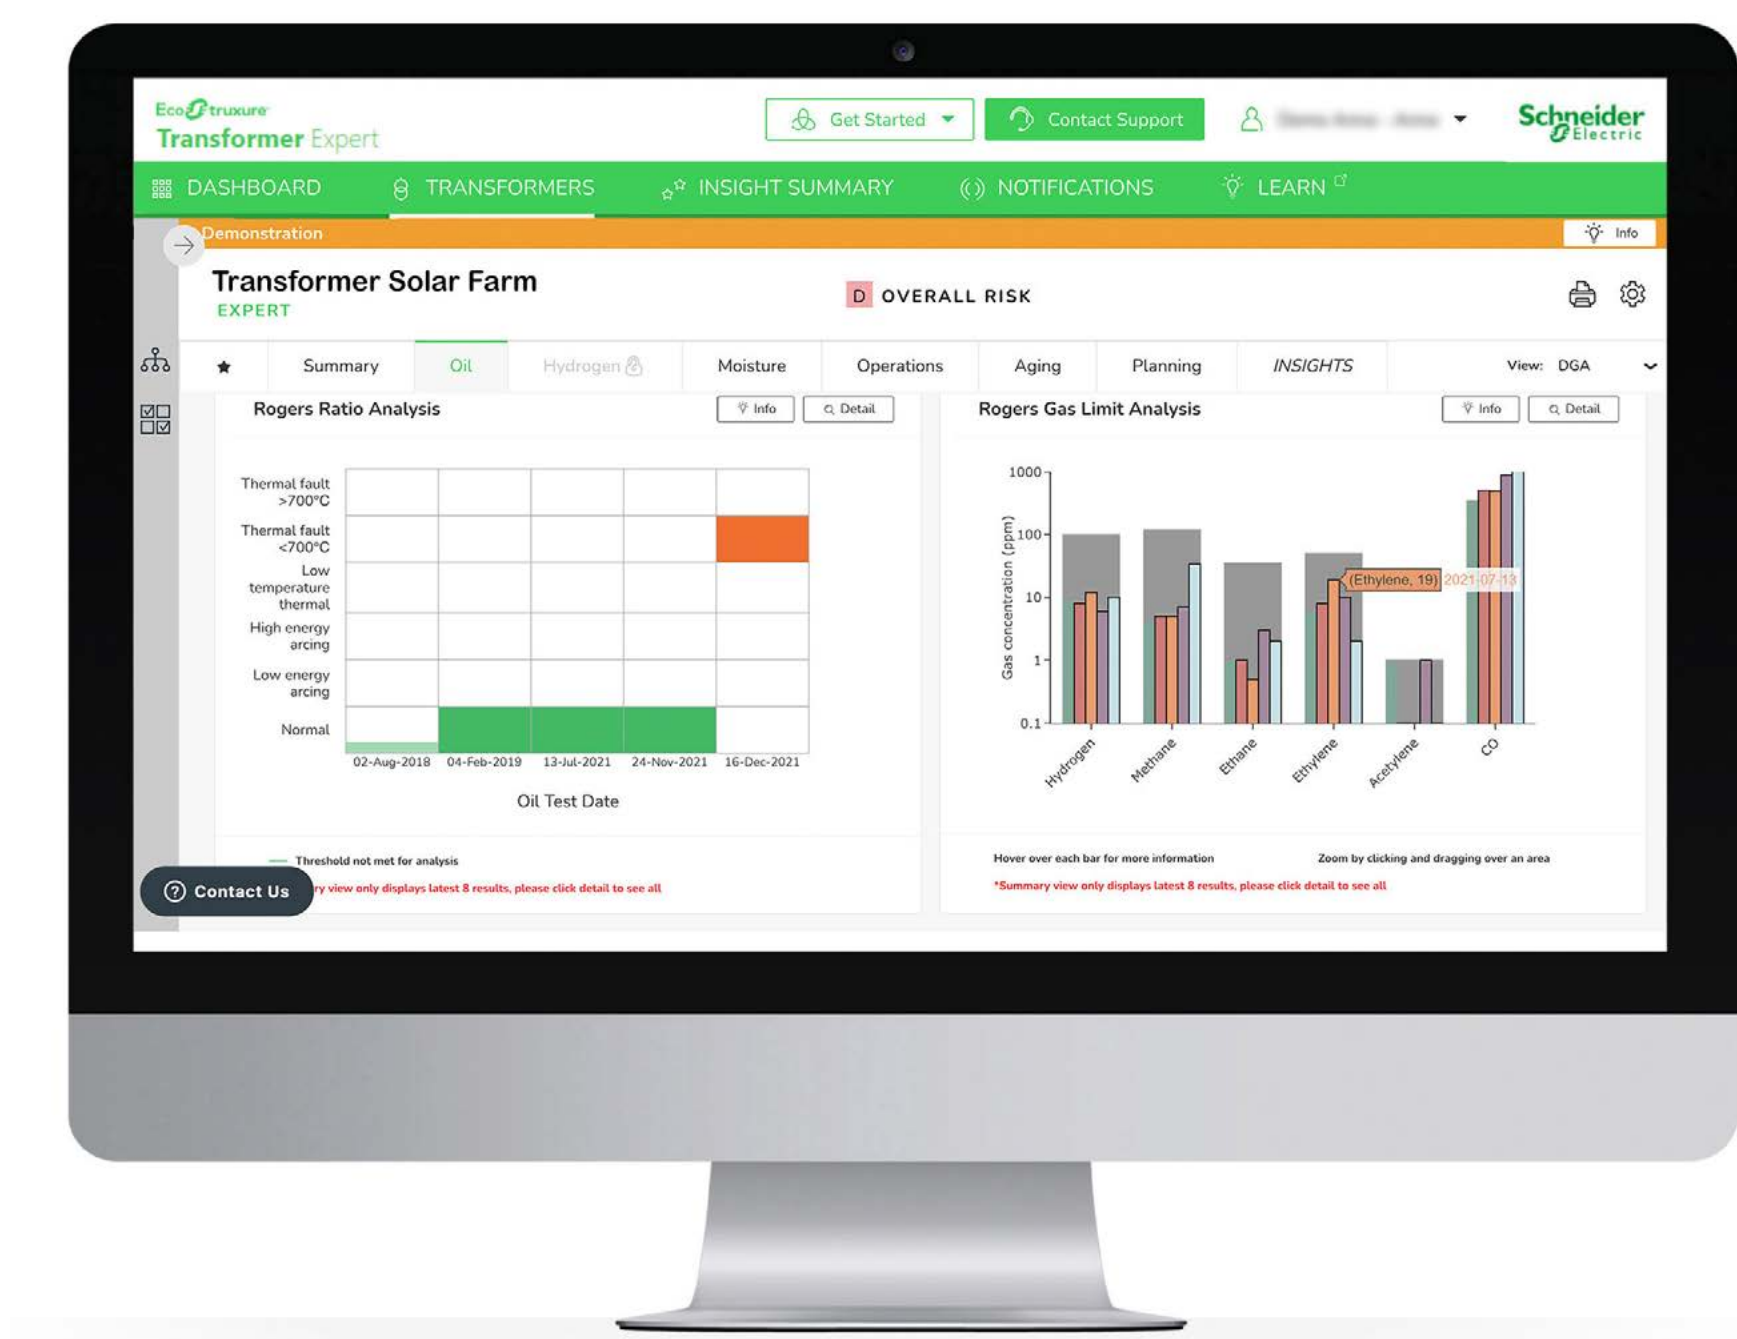 EcoStruxure
Transformer Expert
Get Started
Contact Support
Schneider
Electric
DASHBOARD
TRANSFORMERS
INSIGHT SUMMARY
NOTIFICATIONS
LEARN
Demonstration
Info
Transformer Solar Farm
EXPERT
D OVERALL RISK
Summary
Oil
Hydrogen
Moisture
Operations
Aging
Planning
INSIGHTS
View: DGA
Rogers Ratio Analysis
Info
Detail
Thermal fault
>700°C
Thermal fault
<700°C
Low
temperature
thermal
High energy
arcing
Low energy
arcing
Normal
02-Aug-2018 04-Feb-2019 13-Jul-2021 24-Nov-2021 16-Dec-2021
Oil Test Date
Threshold not met for analysis
view only displays latest 8 results, please click detail to see all
Contact Us
Rogers Gas Limit Analysis
Info
Detail
Gas concentration (ppm)
1000
100
10
1
0.1
(Ethylene, 19) 2021-07-13
Hydrogen
Methane
Ethane
Ethylene
Acetylene
CO
Hover over each bar for more information
Zoom by clicking and dragging over an area
*Summary view only displays latest 8 results, please click detail to see all